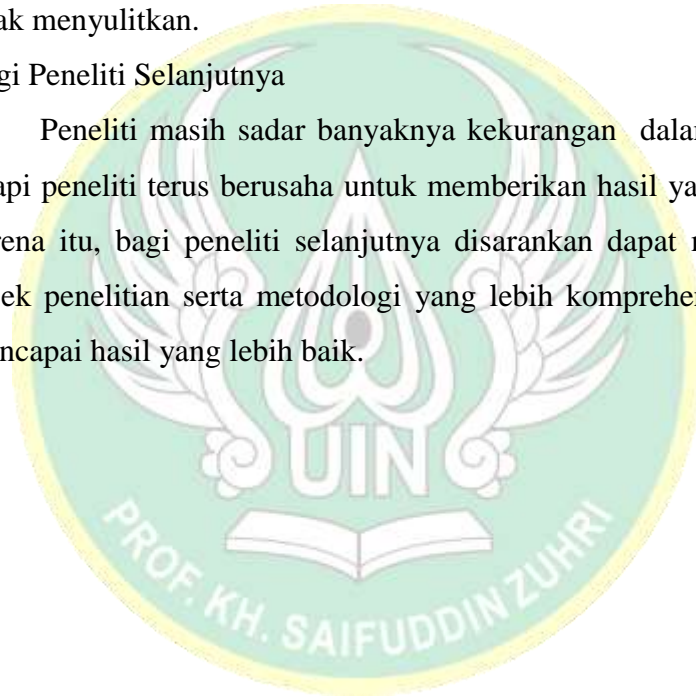 ak menyulitkan.
gi Peneliti Selanjutnya
Peneliti masih sadar banyaknya kekurangan dalam
api peneliti terus berusaha untuk memberikan hasil ya
rena itu, bagi peneliti selanjutnya disarankan dapat
ek penelitian serta metodologi yang lebih komprehen
ncapai hasil yang lebih baik.
UIN
PROF. KH. SAIFUDDIN ZUHRI